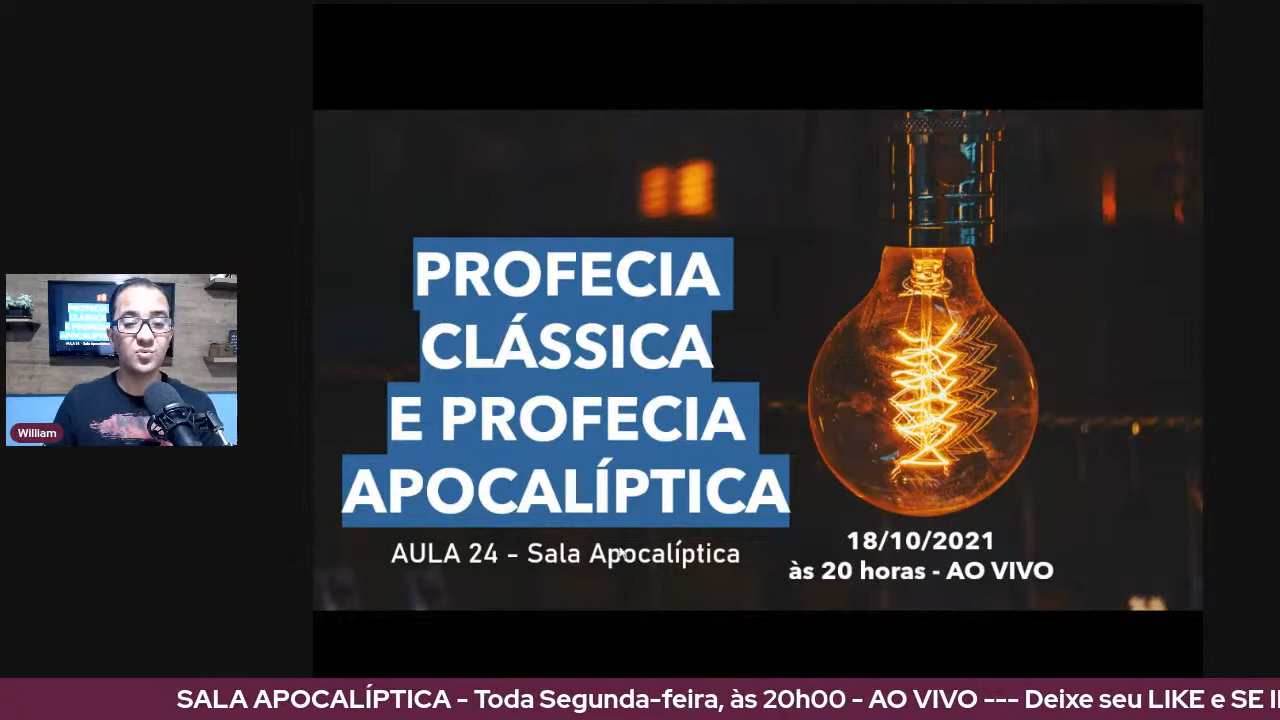 PROFECIA
CLÁSSICA
E PROFECIA
APOCALÍPTICA
AULA 24 - Sala Apocalíptica
18/10/2021
às 20 horas - AO VIVO
William
SALA APOCALÍPTICA - Toda Segunda-feira, às 20h00 - AO VIVO --- Deixe seu LIKE e SE